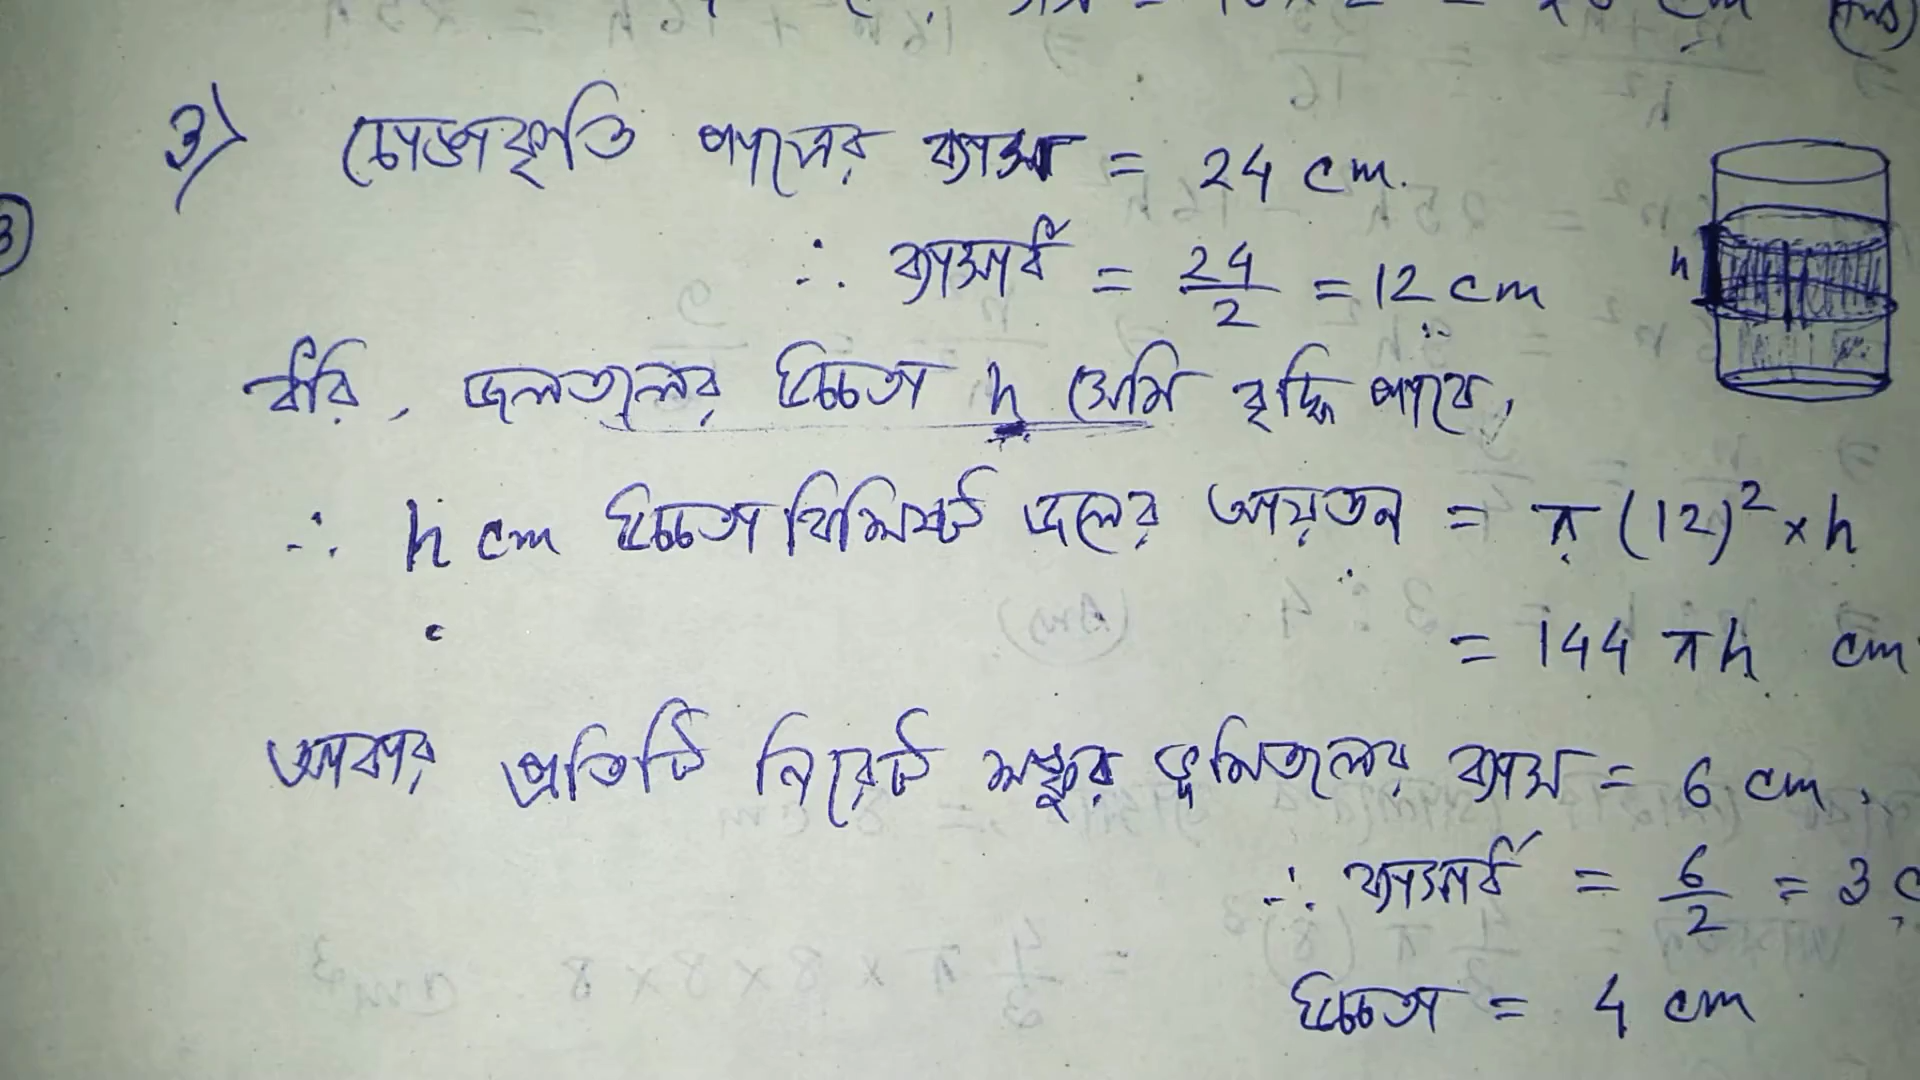 3) চোঙাকৃতি পাত্রের ব্যাস = 24 cm.
∴ ব্যাসার্ধ = 24/2 = 12 cm
h
ধরি, জলতলের উচ্চতা h সেমি বৃদ্ধি পাবে,
∴ h cm উচ্চতা বিশিষ্ট জলের আয়তন = π (12)² × h
= 144 π h cm
আবার প্রতিটি নিরেট শঙ্কুর ভূমিতলের ব্যাস = 6 cm,
∴ ব্যাসার্ধ = 6/2 = 3 c
উচ্চতা = 4 cm